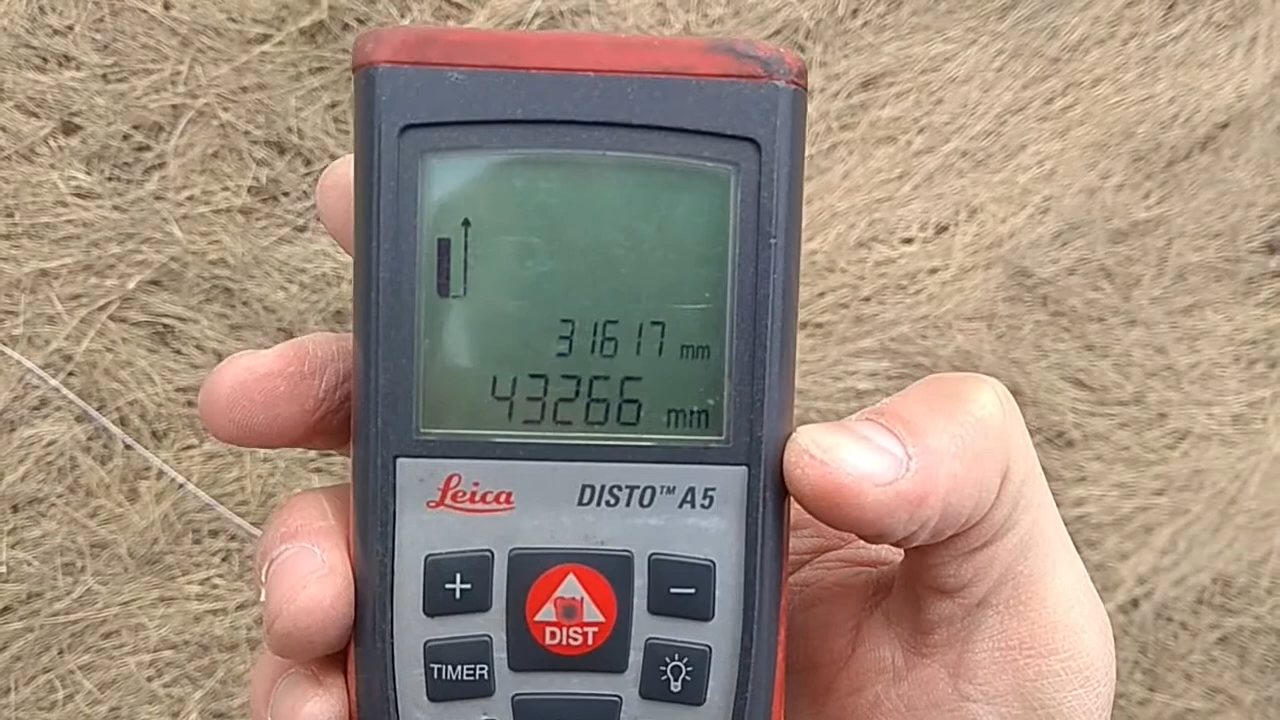 31617 mm
43266 mm
Leica DISTO™ A5
+ −
DIST
TIMER